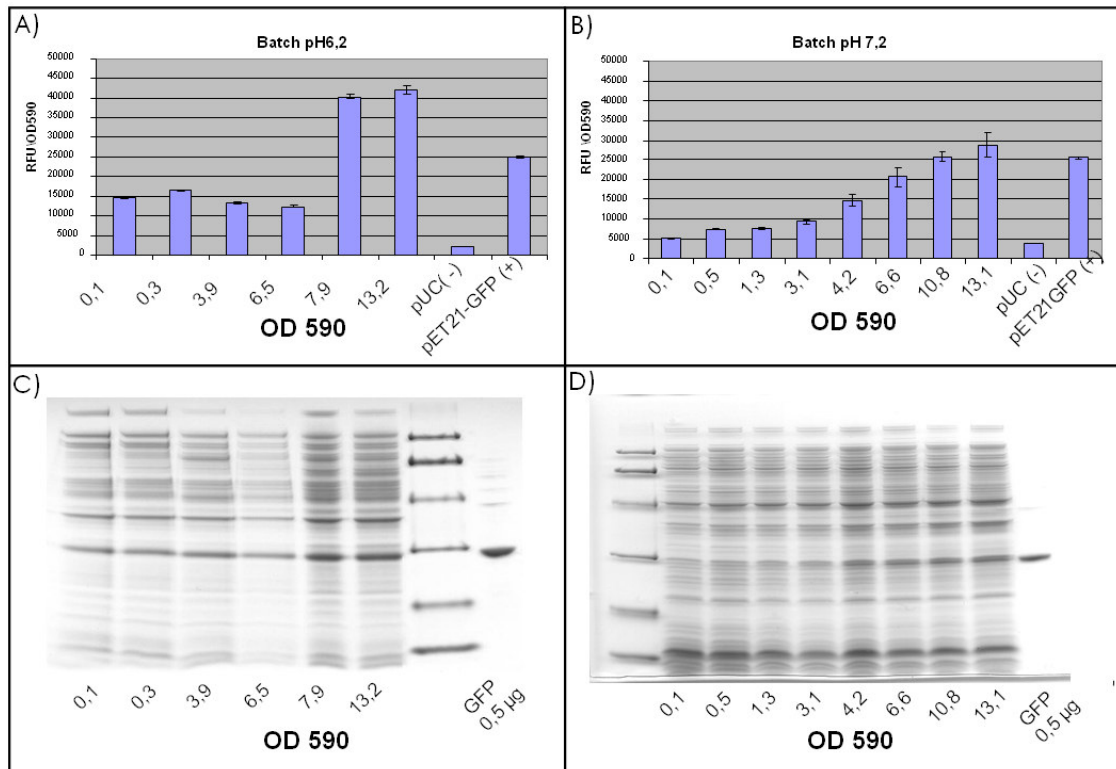 A)
Batch pH6,2
RFU\OD590
50000
45000
40000
35000
30000
25000
20000
15000
10000
5000
0
0,1
0,3
3,9
6,5
7,9
13,2
pUC(-)
pET21-GFP (+)
OD 590
B)
Batch pH 7,2
RFU\OD590
50000
45000
40000
35000
30000
25000
20000
15000
10000
5000
0
0,1
0,5
1,3
3,1
4,2
6,6
10,8
13,1
pUC (-)
pET21GFP (+)
OD 590
C)
0,1
0,3
3,9
6,5
7,9
13,2
GFP
0,5 µg
OD 590
D)
0,1
0,5
1,3
3,1
4,2
6,6
10,8
13,1
GFP
0,5 µg
OD 590